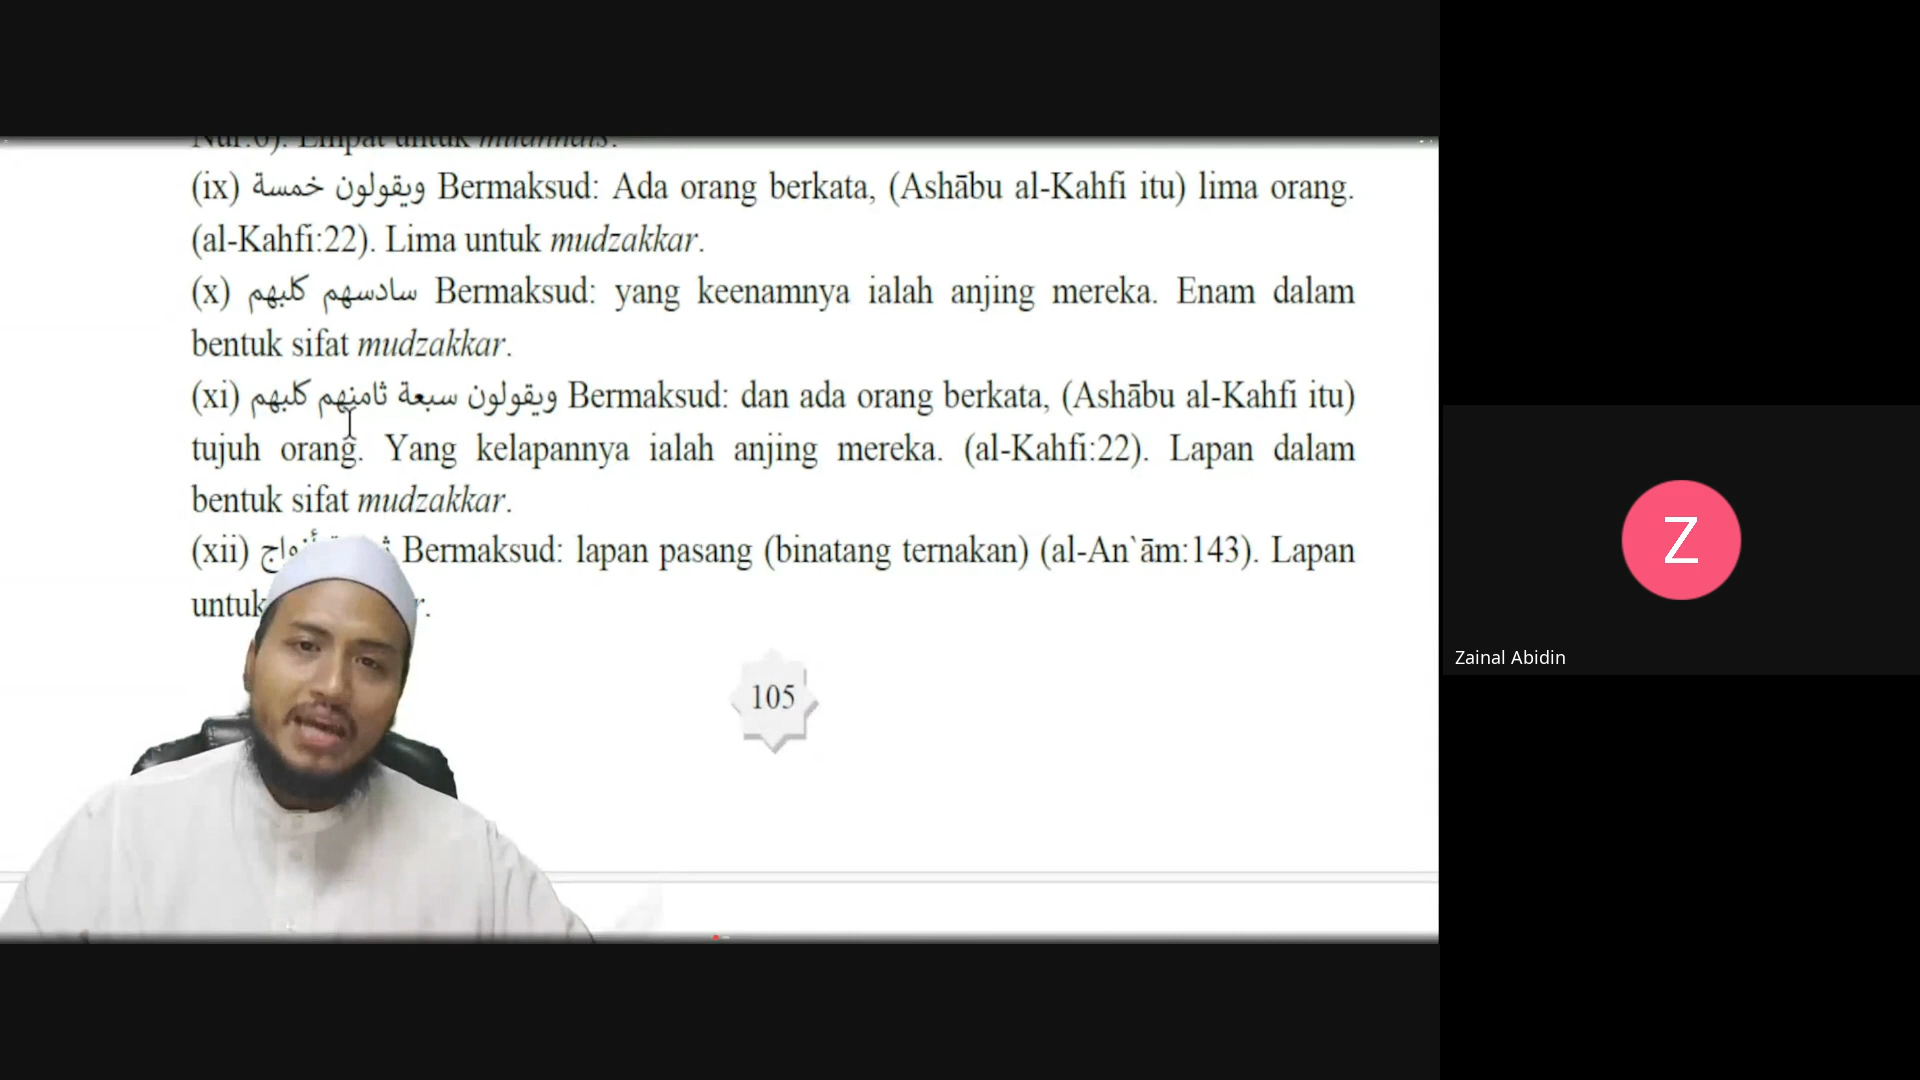 (ix) ويقولون خمسة Bermaksud: Ada orang berkata, (Ashābu al-Kahfi itu) lima orang.
(al-Kahfi:22). Lima untuk mudzakkar.
(x) سادسهم كلبهم Bermaksud: yang keenamnya ialah anjing mereka. Enam dalam
bentuk sifat mudzakkar.
(xi) ويقولون سبعة ثامنهم كلبهم Bermaksud: dan ada orang berkata, (Ashābu al-Kahfi itu)
tujuh orang. Yang kelapannya ialah anjing mereka. (al-Kahfi:22). Lapan dalam
bentuk sifat mudzakkar.
(xii) Bermaksud: lapan pasang (binatang ternakan) (al-An`ām:143). Lapan
untuk
105
Z
Zainal Abidin